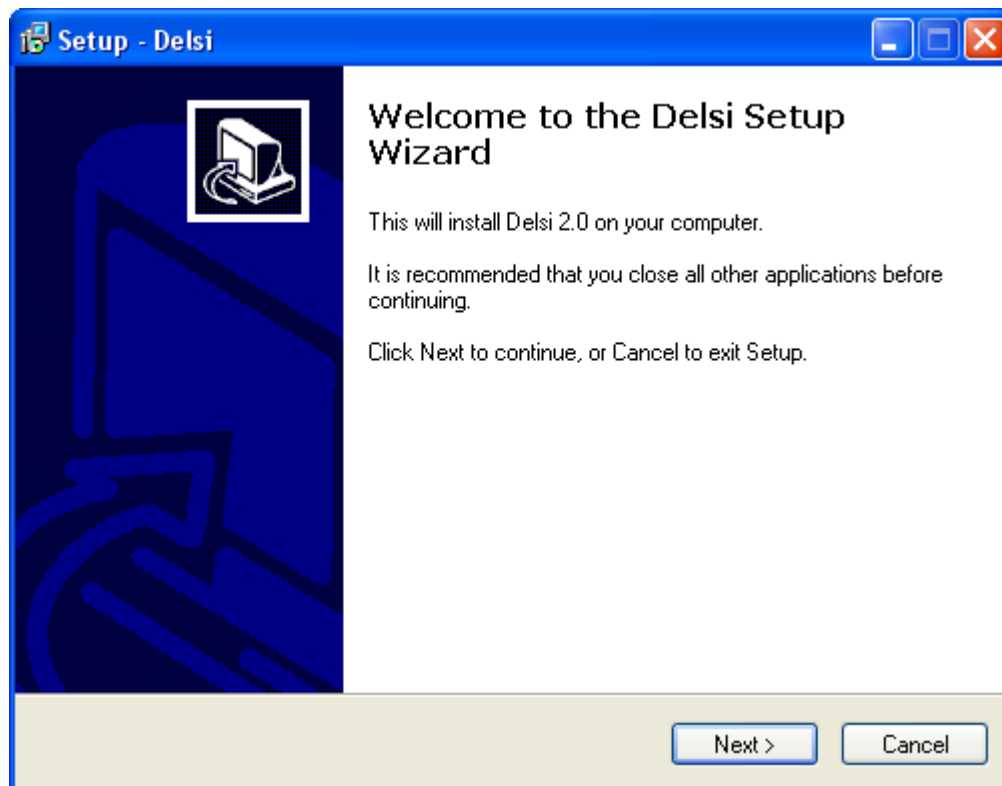 Setup - Delsi
Welcome to the Delsi Setup
Wizard
This will install Delsi 2.0 on your computer.
It is recommended that you close all other applications before
continuing.
Click Next to continue, or Cancel to exit Setup.
Next >
Cancel